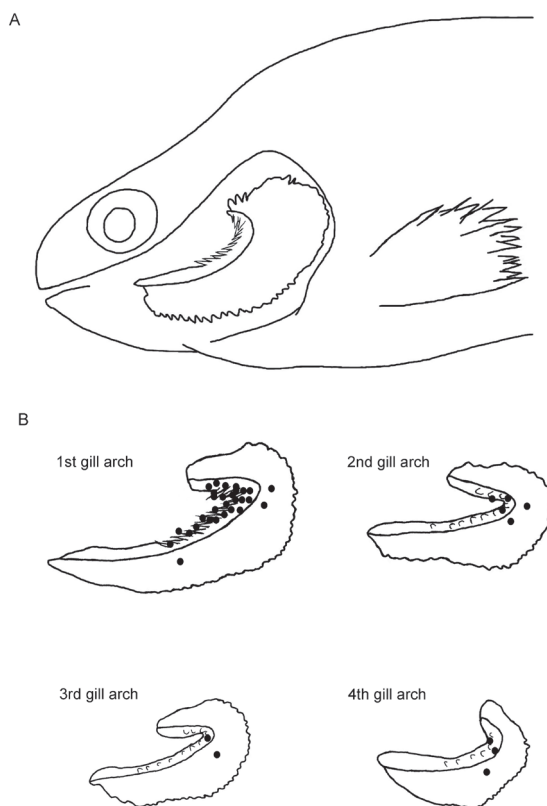 A
B
1st gill arch
2nd gill arch
3rd gill arch
4th gill arch